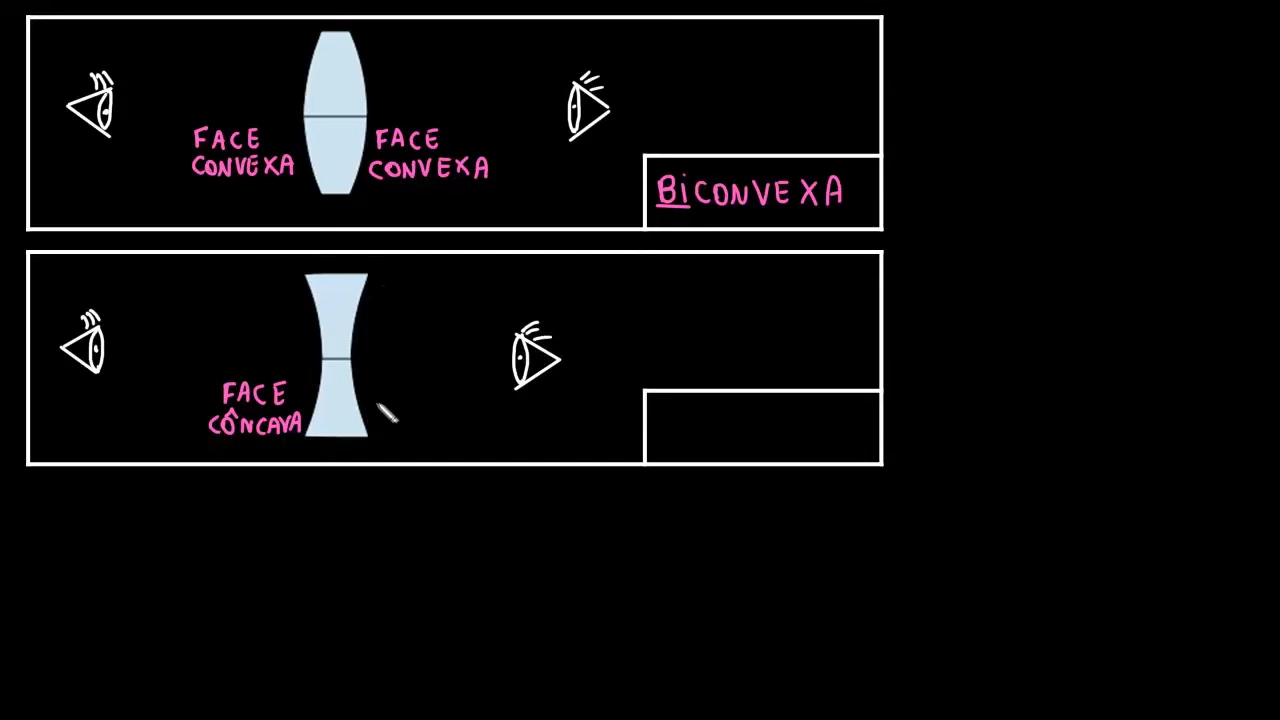 FACE
CONVEXA
FACE
CONVEXA
BiCONVEXA
FACE
CÔNCAVA